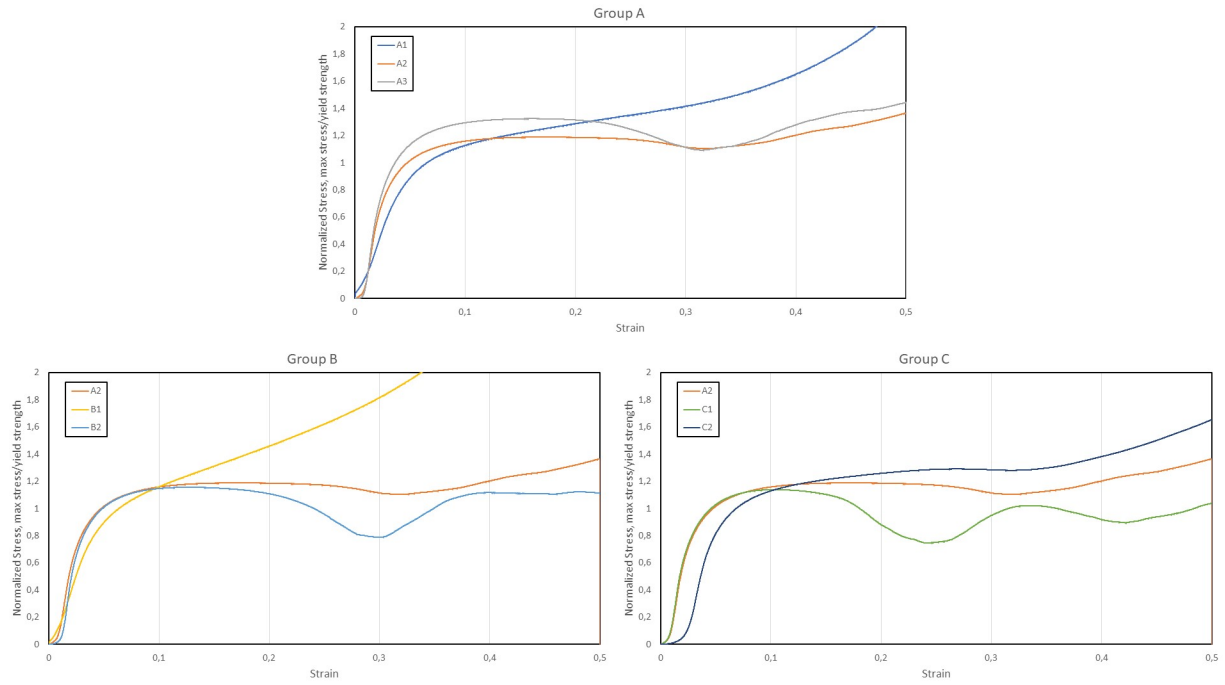 Group A
Normalized Stress, max stress/yield strength
2
1,8
1,6
1,4
1,2
1
0,8
0,6
0,4
0,2
0
A1
A2
A3
0
0,1
0,2
0,3
0,4
0,5
Strain
Group B
Normalized Stress, max stress/yield strength
2
1,8
1,6
1,4
1,2
1
0,8
0,6
0,4
0,2
0
A2
B1
B2
0
0,1
0,2
0,3
0,4
0,5
Strain
Group C
Normalized Stress, max stress/yield strength
2
1,8
1,6
1,4
1,2
1
0,8
0,6
0,4
0,2
0
A2
C1
C2
0
0,1
0,2
0,3
0,4
0,5
Strain